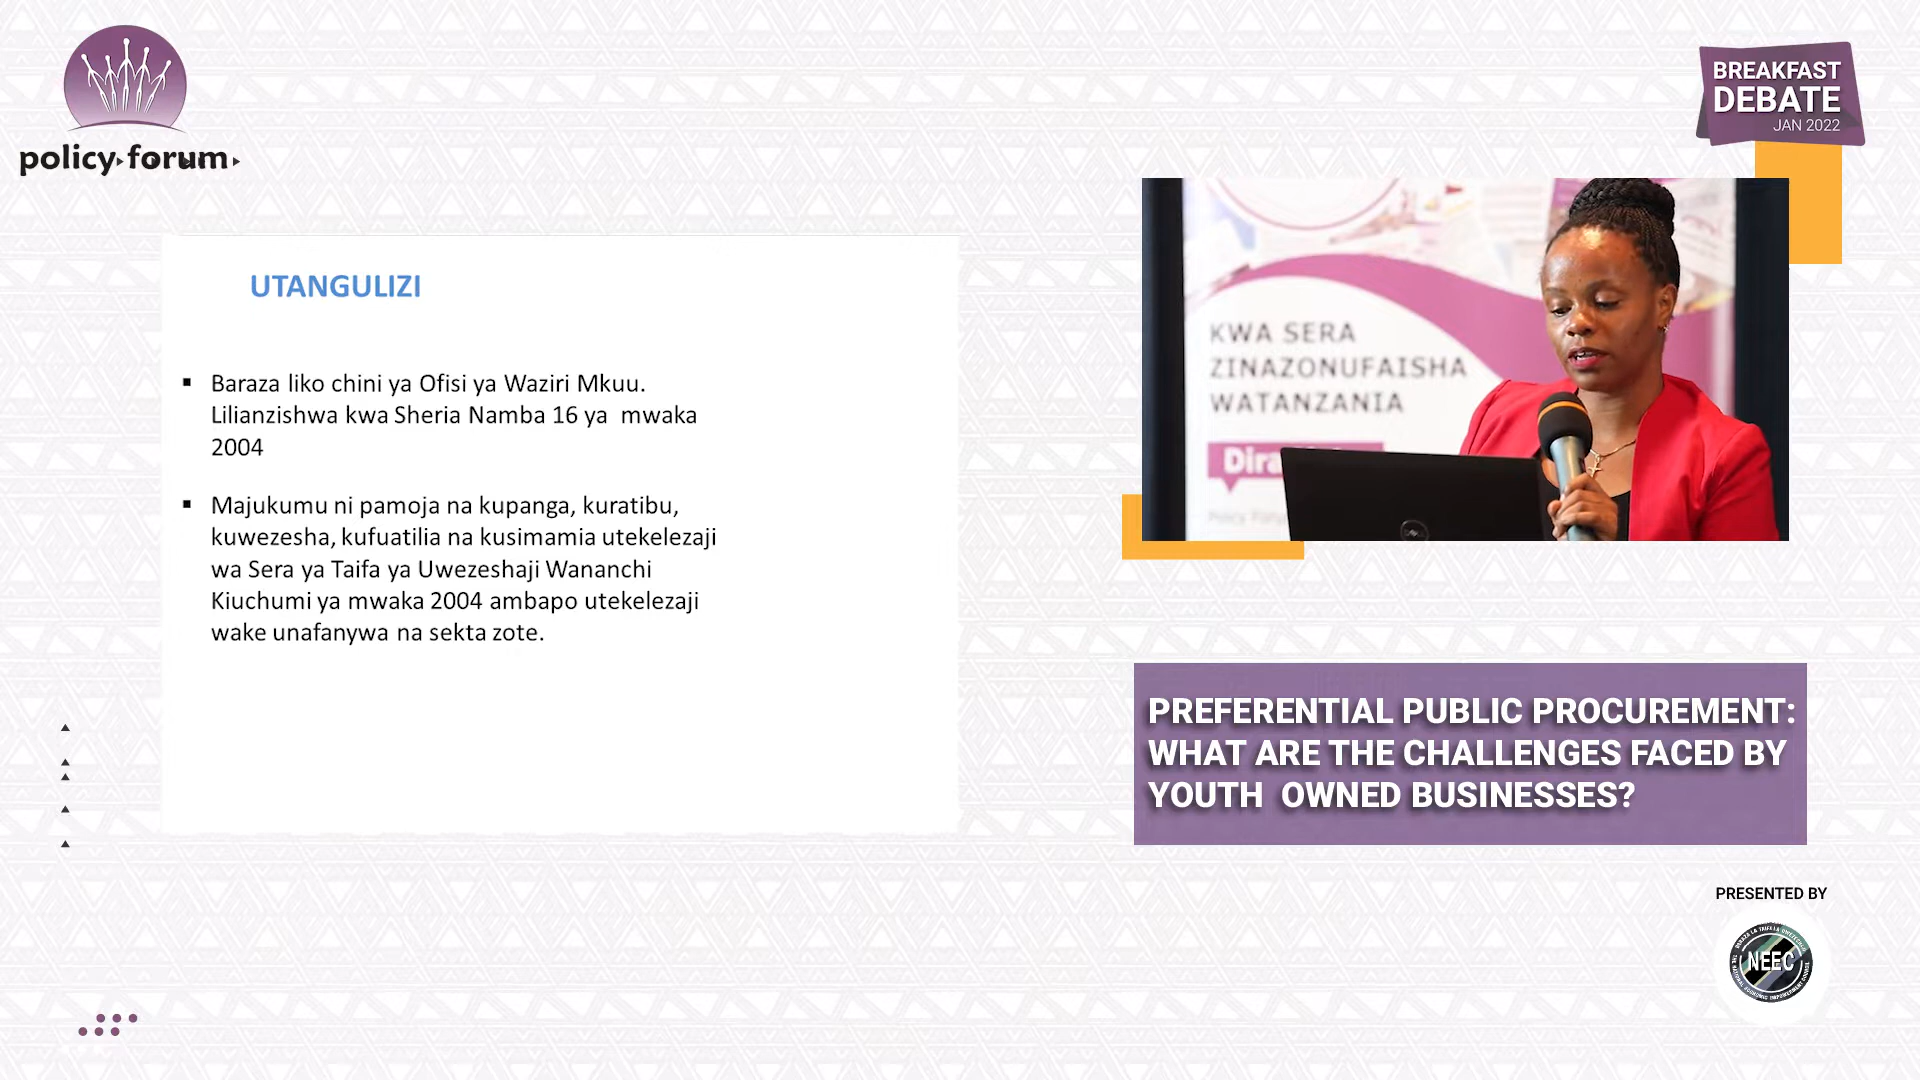 policy forum
BREAKFAST
DEBATE
JAN 2022
UTANGULIZI
Baraza liko chini ya Ofisi ya Waziri Mkuu.
Lilianzishwa kwa Sheria Namba 16 ya mwaka
2004
Majukumu ni pamoja na kupanga, kuratibu,
kuwezesha, kufuatilia na kusimamia utekelezaji
wa Sera ya Taifa ya Uwezeshaji Wananchi
Kiuchumi ya mwaka 2004 ambapo utekelezaji
wake unafanywa na sekta zote.
KWA SERA
ZINAZONUFAISHA
WATANZANIA
PREFERENTIAL PUBLIC PROCUREMENT:
WHAT ARE THE CHALLENGES FACED BY
YOUTH OWNED BUSINESSES?
PRESENTED BY
NEEC